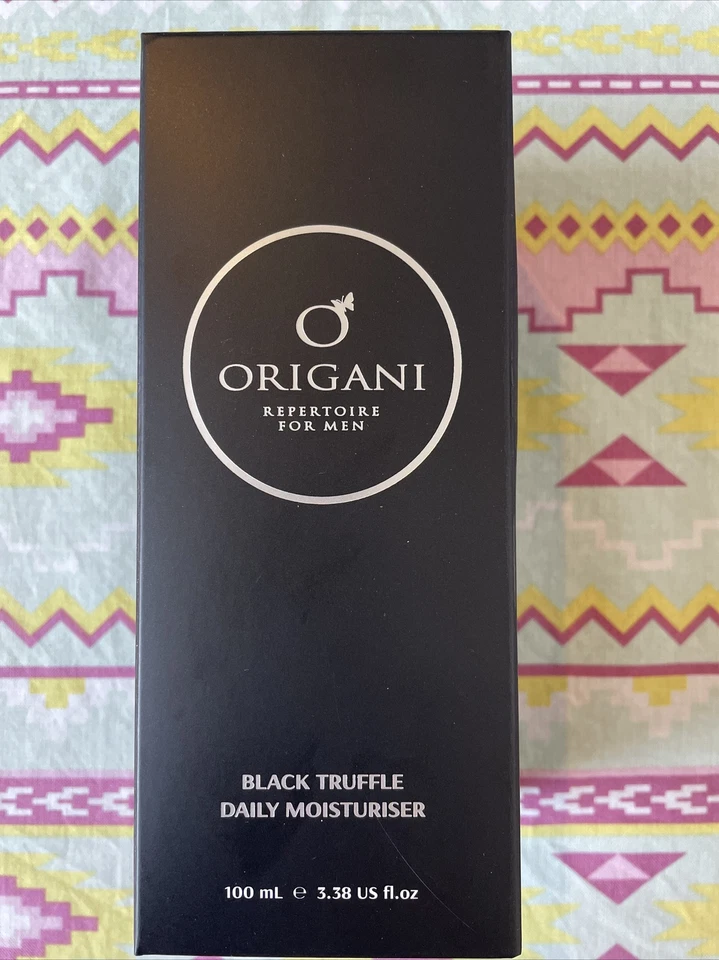 O
ORIGANI
REPERTOIRE
FOR MEN
BLACK TRUFFLE
DAILY MOISTURISER
100 mL ℮ 3.38 US fl.oz